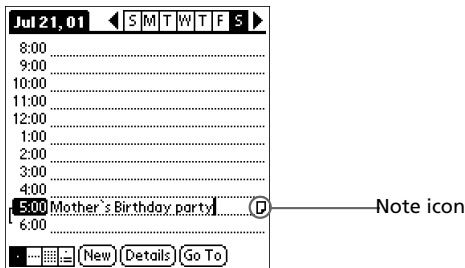 Jul 21, 01 S M T W T F S
8:00
9:00
10:00
11:00
12:00
1:00
2:00
3:00
4:00
5:00 Mother`s Birthday party
6:00
New Details Go To
Note icon